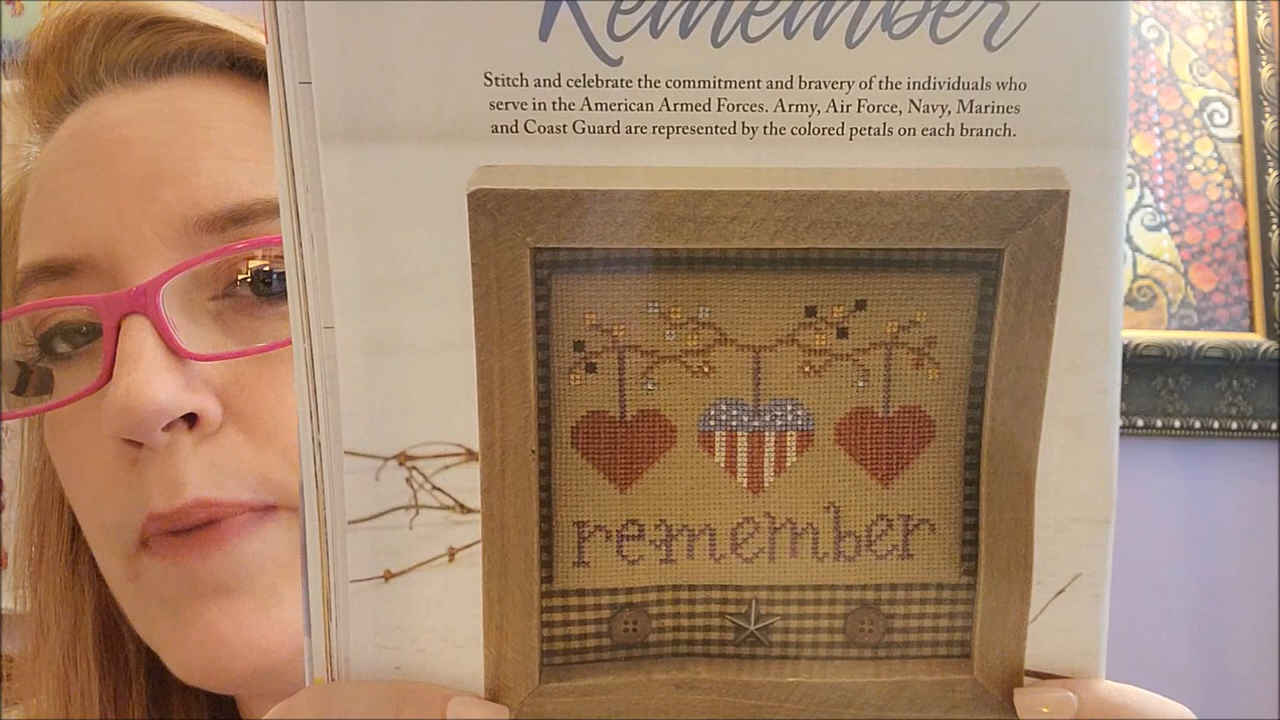 Remember
Stitch and celebrate the commitment and bravery of the individuals who
serve in the American Armed Forces. Army, Air Force, Navy, Marines
and Coast Guard are represented by the colored petals on each branch.
remember